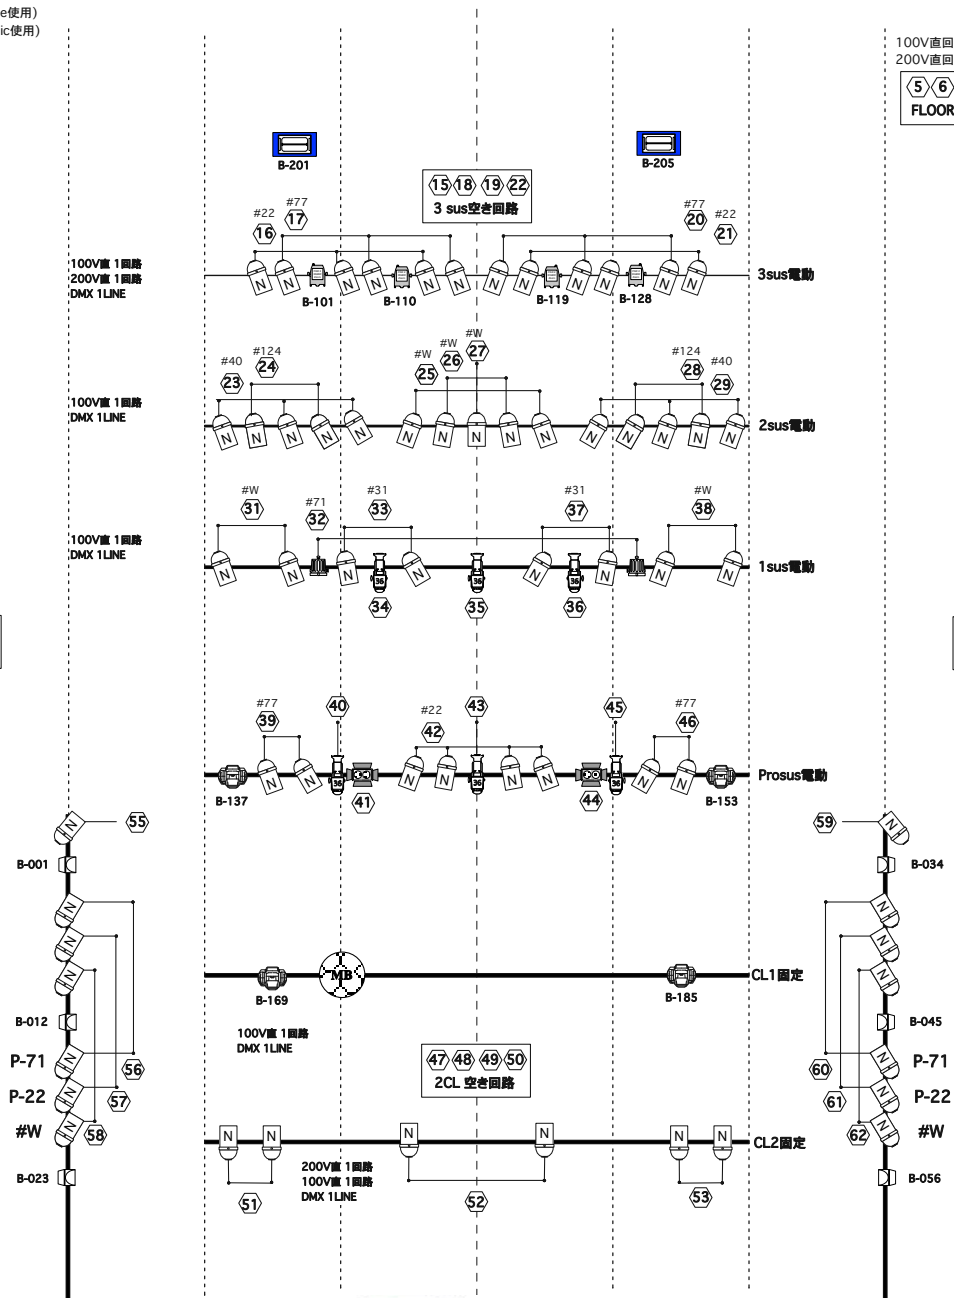 e使用)
ic使用)
100V直回
200V直回
5 6
FLOOR
B-201
B-205
15 18 19 22
3 sus空き回路
#22 #77
16 17
#77 #22
20 21
100V直 1回路
200V直 1回路
DMX 1LINE
N N N N N N N N N N N N
3sus電動
B-101 B-110 B-119 B-128
#40 #124
23 24
#W #W #W
25 26 27
#124 #40
28 29
100V直 1回路
DMX 1LINE
N N N N N N N N N N N N N N N
2sus電動
#W #71 #31 #31 #W
31 32 33 37 38
100V直 1回路
DMX 1LINE
N N N N N N N N
36 36 36
1sus電動
34 35 36
#77 #22 #77
39 40 42 43 45 46
N N N N N N N N
36 36 36
Prosus電動
B-137 41 44 B-153
55 N
N 59
B-001
B-034
N N
N N
N N
MB
CL1固定
B-169 B-185
B-012
B-045
100V直 1回路
DMX 1LINE
47 48 49 50
2CL 空き回路
P-71 N 56
60 N P-71
P-22 N 57
61 N P-22
#W N 58
62 N #W
N N N N N N
CL2固定
200V直 1回路
100V直 1回路
DMX 1LINE
B-023
B-056
51 52 53